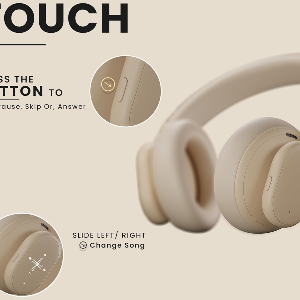 TOUCH
SS THE
TTON TO
ause, Skip Or, Answer
SLIDE LEFT/ RIGHT
Change Song